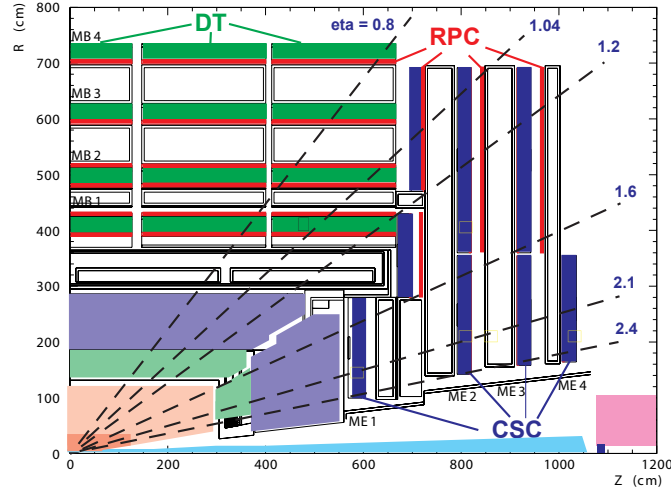 R (cm)
800
700
600
500
400
300
200
100
0
MB 4
MB 3
MB 2
MB 1
DT
eta = 0.8
RPC
1.04
1.2
1.6
2.1
2.4
ME 1
ME 2
ME 3
ME 4
CSC
0
200
400
600
800
1000
1200
Z (cm)